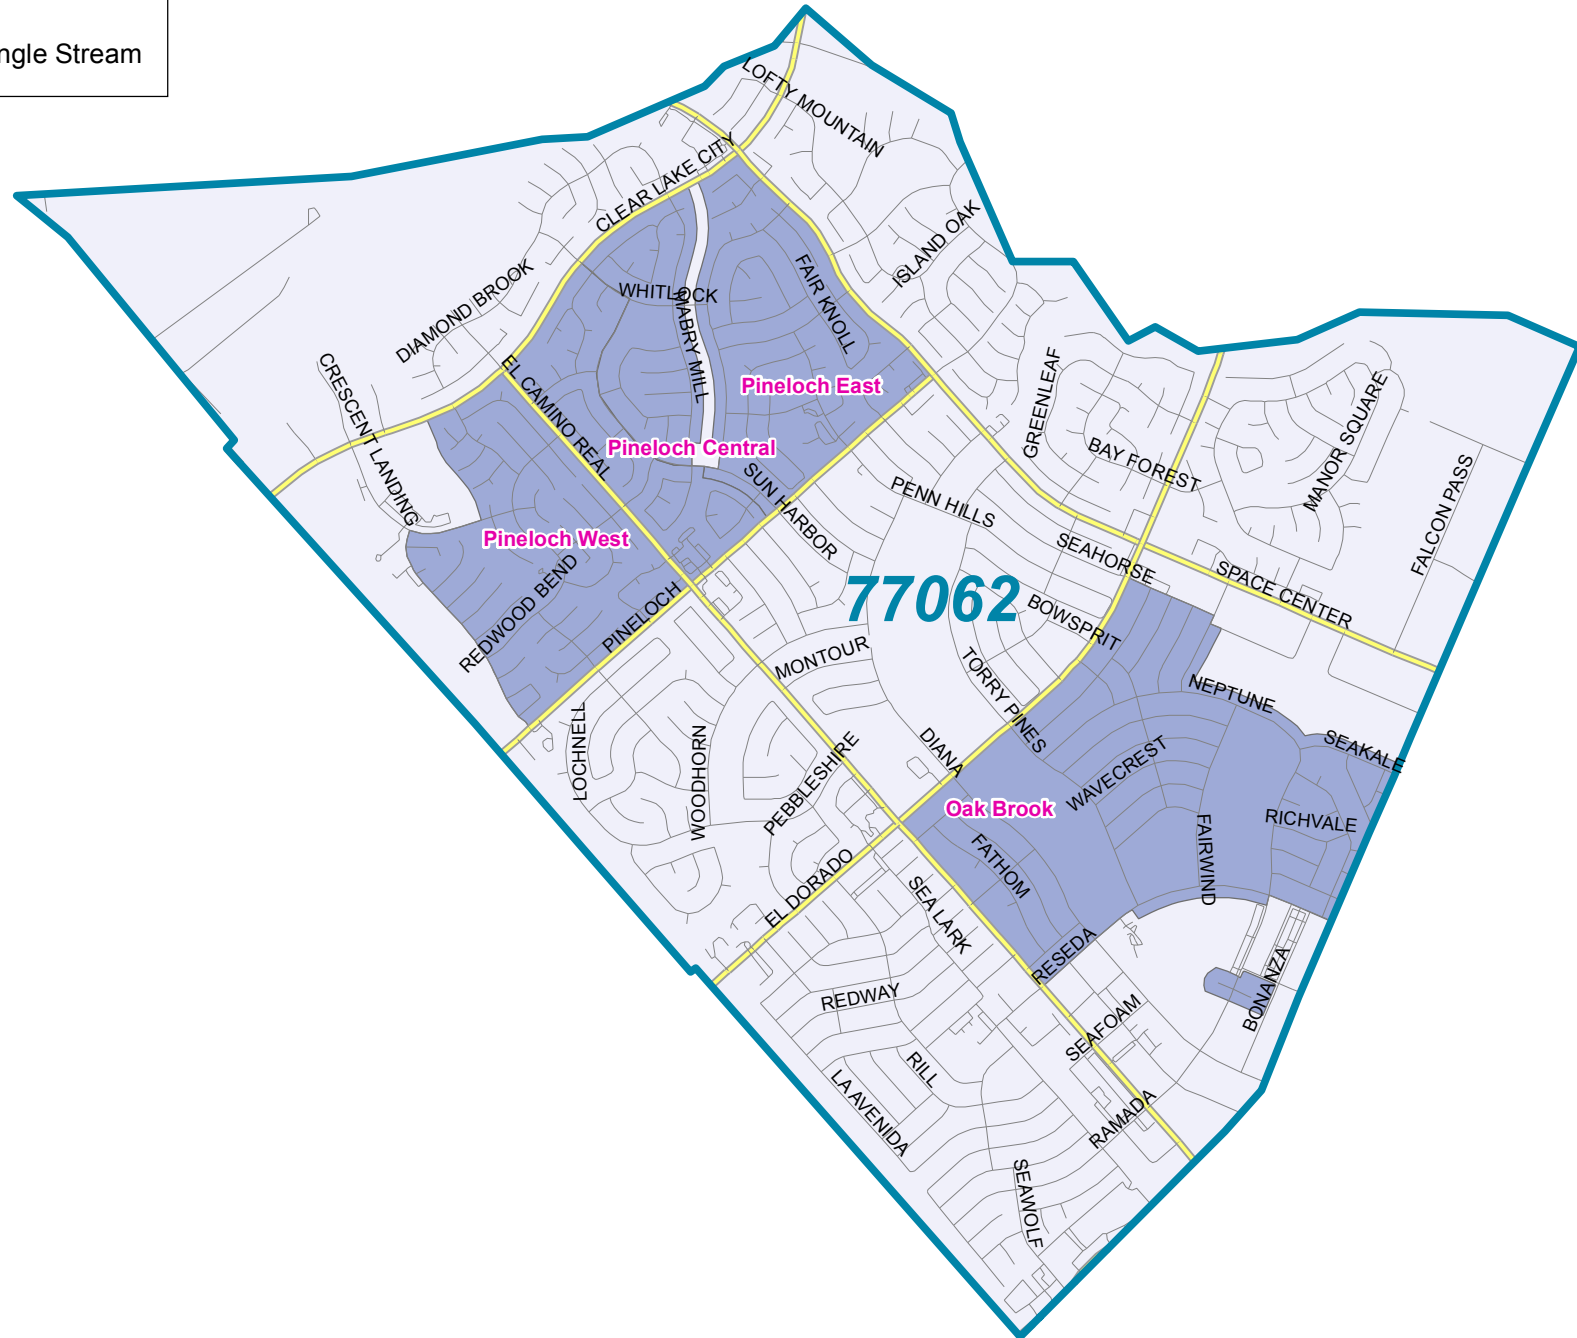 ngle Stream
LOFTY MOUNTAIN
CLEAR LAKE CITY
ISLAND OAK
FAIR KNOLL
WHITLOCK
MABRY MILL
DIAMOND BROOK
CRESCENT LANDING
EL CAMINO REAL
Pineloch East
Pineloch Central
GREENLEAF
BAY FOREST
MANOR SQUARE
FALCON PASS
SUN HARBOR
PENN HILLS
Pineloch West
SEAHORSE
SPACE CENTER
REDWOOD BEND
PINELOCH
77062
BOWSPRIT
MONTOUR
TORRY PINES
NEPTUNE
SEAKALE
LOCHNELL
WOODHORN
PEBBLESHIRE
DIANA
WAVECREST
Oak Brook
RICHVALE
FAIRWIND
FATHOM
EL DORADO
SEA LARK
RESEDA
REDWAY
BONANZA
SEAFOAM
RILL
LA AVENIDA
RAMADA
SEAWOLF